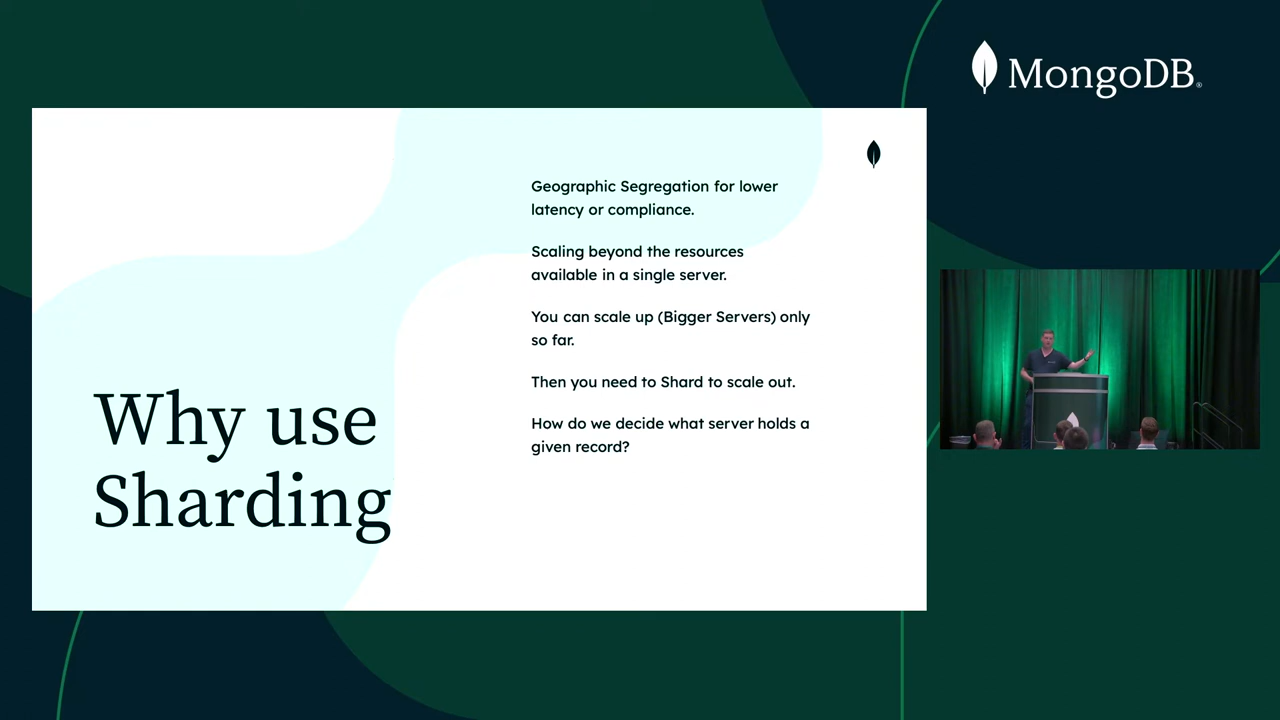 MongoDB®
Geographic Segregation for lower
latency or compliance.
Scaling beyond the resources
available in a single server.
You can scale up (Bigger Servers) only
so far.
Then you need to Shard to scale out.
How do we decide what server holds a
given record?
Why use
Sharding